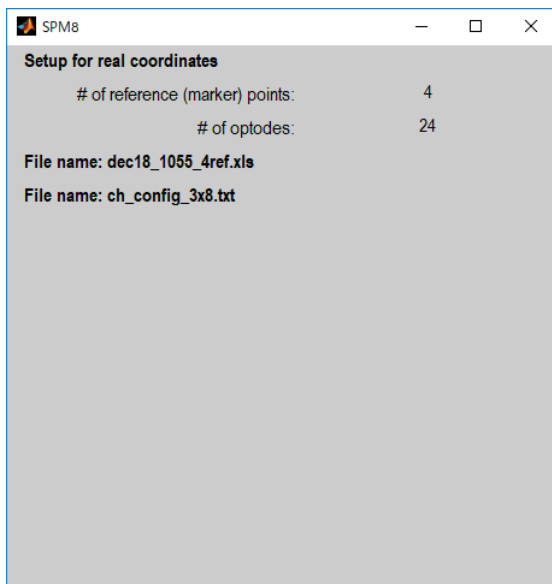 SPM8
Setup for real coordinates
# of reference (marker) points: 4
# of optodes: 24
File name: dec18_1055_4ref.xls
File name: ch_config_3x8.txt